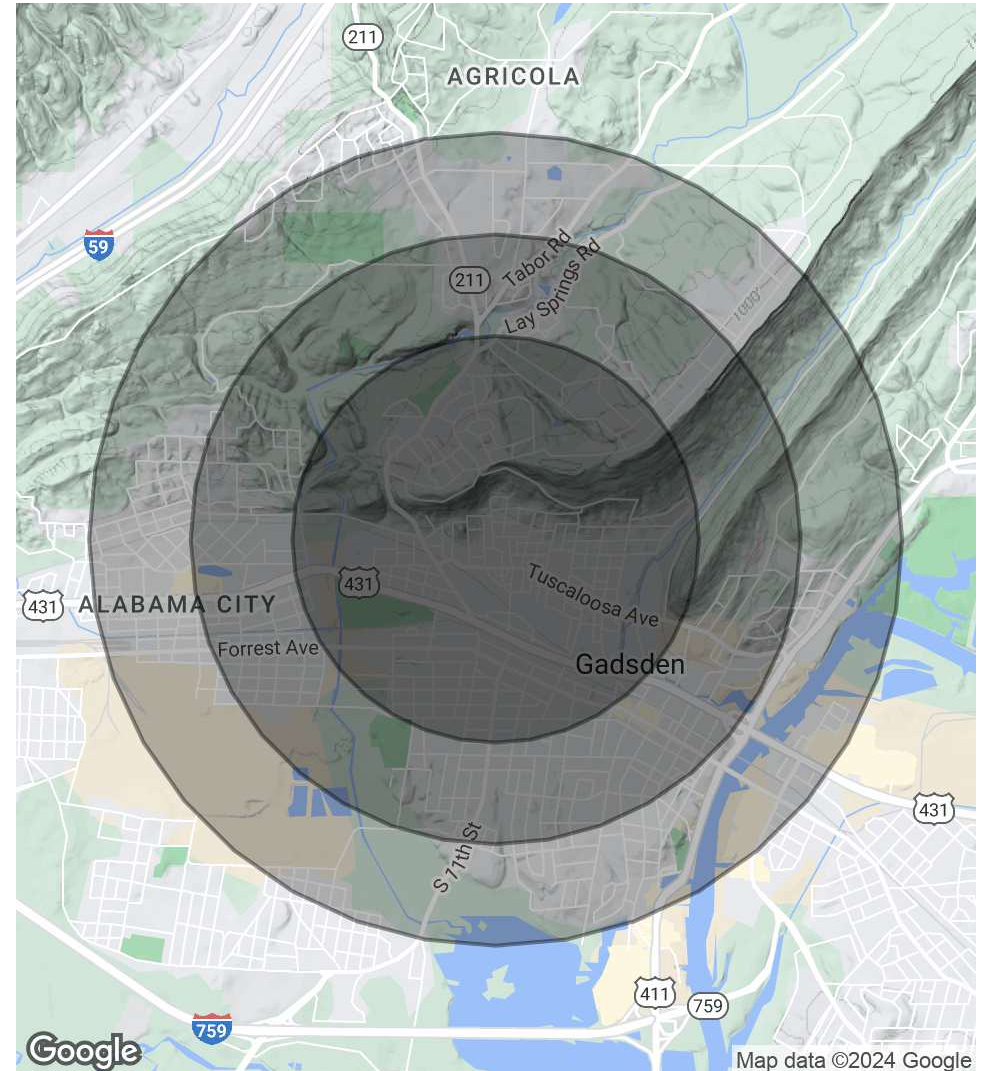 211
AGRICOLA
59
211
Tabor Rd
Lay Springs Rd
1000'
431
Tuscaloosa Ave
431
ALABAMA CITY
Forrest Ave
Gadsden
431
S 11th St
411
759
759
Google
Map data ©2024 Google